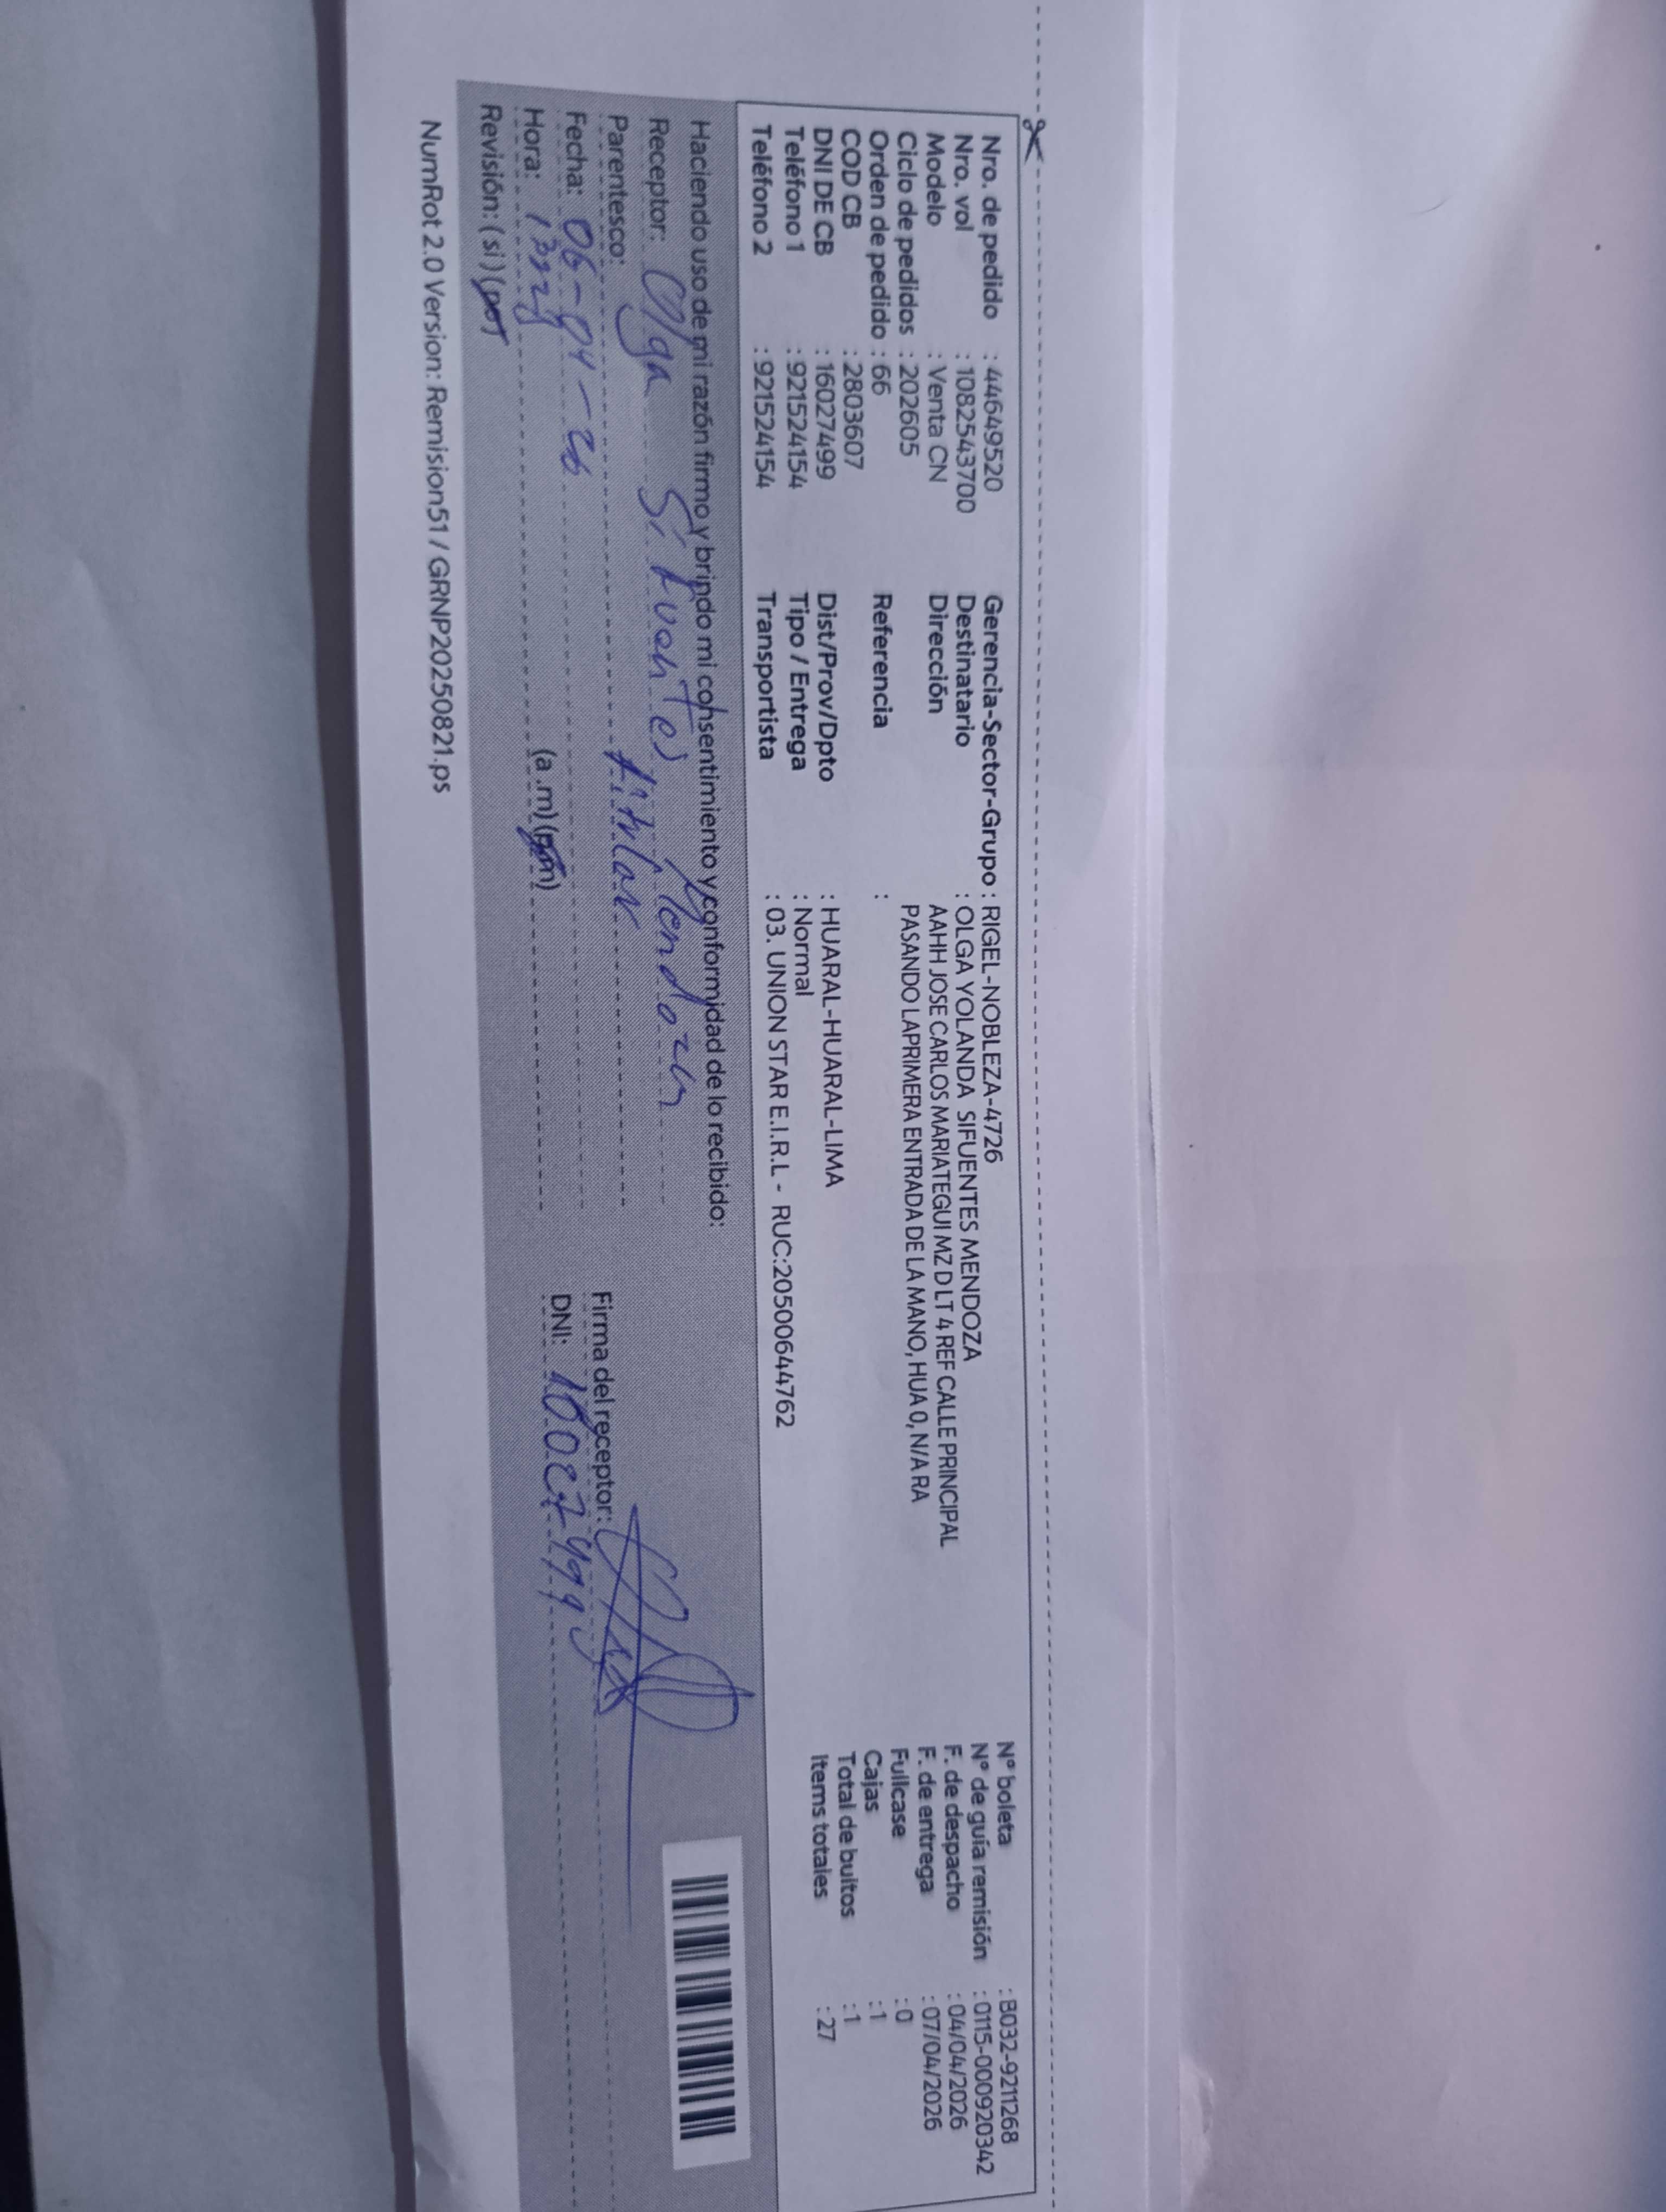 Nro. de pedido : 44649520
Nro. vol : 1082543700
Modelo : Venta CN
Ciclo de pedidos : 202605
Orden de pedido : 66
COD CB : 2803607
DNI DE CB : 16027499
Teléfono 1 : 921524154
Teléfono 2 : 921524154
Gerencia-Sector-Grupo : RIGEL-NOBLEZA-4726
Destinatario : OLGA YOLANDA SIFUENTES MENDOZA
Dirección AAHH JOSE CARLOS MARIATEGUI MZ D LT 4 REF CALLE PRINCIPAL
PASANDO LAPRIMERA ENTRADA DE LA MANO, HUA 0, N/A RA
Referencia :
Dist/Prov/Dpto : HUARAL-HUARAL-LIMA
Tipo / Entrega : Normal
Transportista : 03. UNION STAR E.I.R.L - RUC:20500644762
N° boleta : B032-9211268
N° de guía remisión : 0115-000920342
F. de despacho : 04/04/2026
F. de entrega : 07/04/2026
Fullcase : 0
Cajas : 1
Total de bultos : 1
Items totales : 27
Haciendo uso de mi razón firmo y brindo mi consentimiento y conformidad de lo recibido:
Receptor: Olga Sifuentes Mendoza
Parentesco: titular
Fecha: 06-04-26
Hora: (a .m) (pm)
Revisión: ( si ) (no)
Firma del receptor:
DNI: 16027499
NumRot 2.0 Version: Remision51 / GRNP20250821.ps